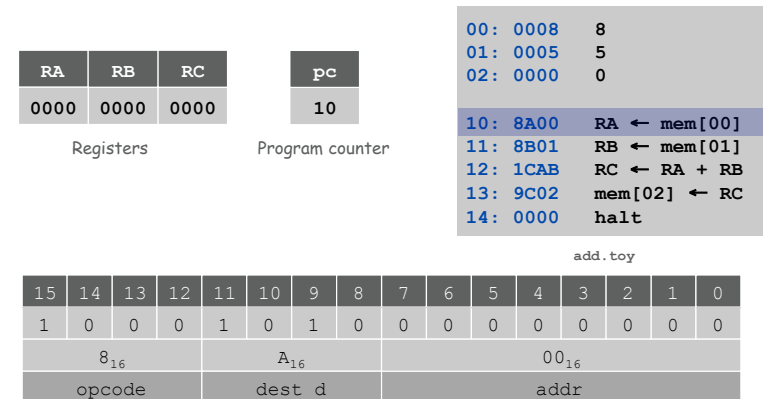 RA RB RC
0000 0000 0000
Registers
pc
10
Program counter
00: 0008 8
01: 0005 5
02: 0000 0
10: 8A00 RA ← mem[00]
11: 8B01 RB ← mem[01]
12: 1CAB RC ← RA + RB
13: 9C02 mem[02] ← RC
14: 0000 halt
add.toy
15 14 13 12 11 10 9 8 7 6 5 4 3 2 1 0
1 0 0 0 1 0 1 0 0 0 0 0 0 0 0 0
8₁₆ A₁₆ 00₁₆
opcode dest d addr